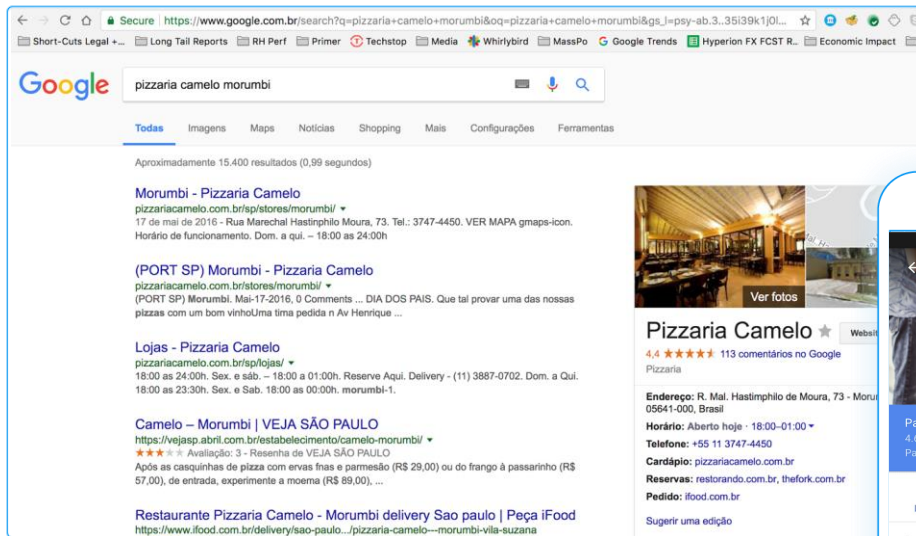 Secure https://www.google.com.br/search?q=pizzaria+camelo+morumbi&oq=pizzaria+camelo+morumbi&gs_l=psy-ab.3..35i39k1j0l...
Short-Cuts Legal +... Long Tail Reports RH Perf Primer Techstop Media Whirlybird MassPo Google Trends Hyperion FX FCST R... Economic Impact
Google pizzaria camelo morumbi
Todas Imagens Maps Notícias Shopping Mais Configurações Ferramentas
Aproximadamente 15.400 resultados (0,99 segundos)
Morumbi - Pizzaria Camelo
pizzariacamelo.com.br/sp/stores/morumbi/
17 de mai de 2016 - Rua Marechal Hastinphilo Moura, 73. Tel.: 3747-4450. VER MAPA gmaps-icon.
Horário de funcionamento. Dom. a qui. – 18:00 as 24:00h
(PORT SP) Morumbi - Pizzaria Camelo
pizzariacamelo.com.br/stores/morumbi/
(PORT SP) Morumbi. Mai-17-2016, 0 Comments ... DIA DOS PAIS. Que tal provar uma das nossas
pizzas com um bom vinhoUma tima pedida n Av Henrique ...
Lojas - Pizzaria Camelo
pizzariacamelo.com.br/sp/lojas/
18:00 as 24:00h. Sex. e sáb. – 18:00 a 01:00h. Reserve Aqui. Delivery - (11) 3887-0702. Dom. a Qui.
18:00 as 23:30h. Sex. e Sab. 18:00 as 00:00h. morumbi-1.
Camelo – Morumbi | VEJA SÃO PAULO
https://vejasp.abril.com.br/estabelecimento/camelo-morumbi/
Avaliação: 3 - Resenha de VEJA SÃO PAULO
Após as casquinhas de pizza com ervas fnas e parmesão (R$ 29,00) ou do frango à passarinho (R$
57,00), de entrada, experimente a moema (R$ 89,00), ...
Restaurante Pizzaria Camelo - Morumbi delivery Sao paulo | Peça iFood
https://www.ifood.com.br/delivery/sao-paulo.../pizzaria-camelo---morumbi-vila-suzana
Ver fotos
Pizzaria Camelo
4,4 113 comentários no Google
Pizzaria
Endereço: R. Mal. Hastimphilo de Moura, 73 -
05641-000, Brasil
Horário: Aberto hoje · 18:00–01:00
Telefone: +55 11 3747-4450
Cardápio: pizzariacamelo.com.br
Reservas: restorando.com.br, thefork.com.br
Pedido: ifood.com.br
Sugerir uma edição